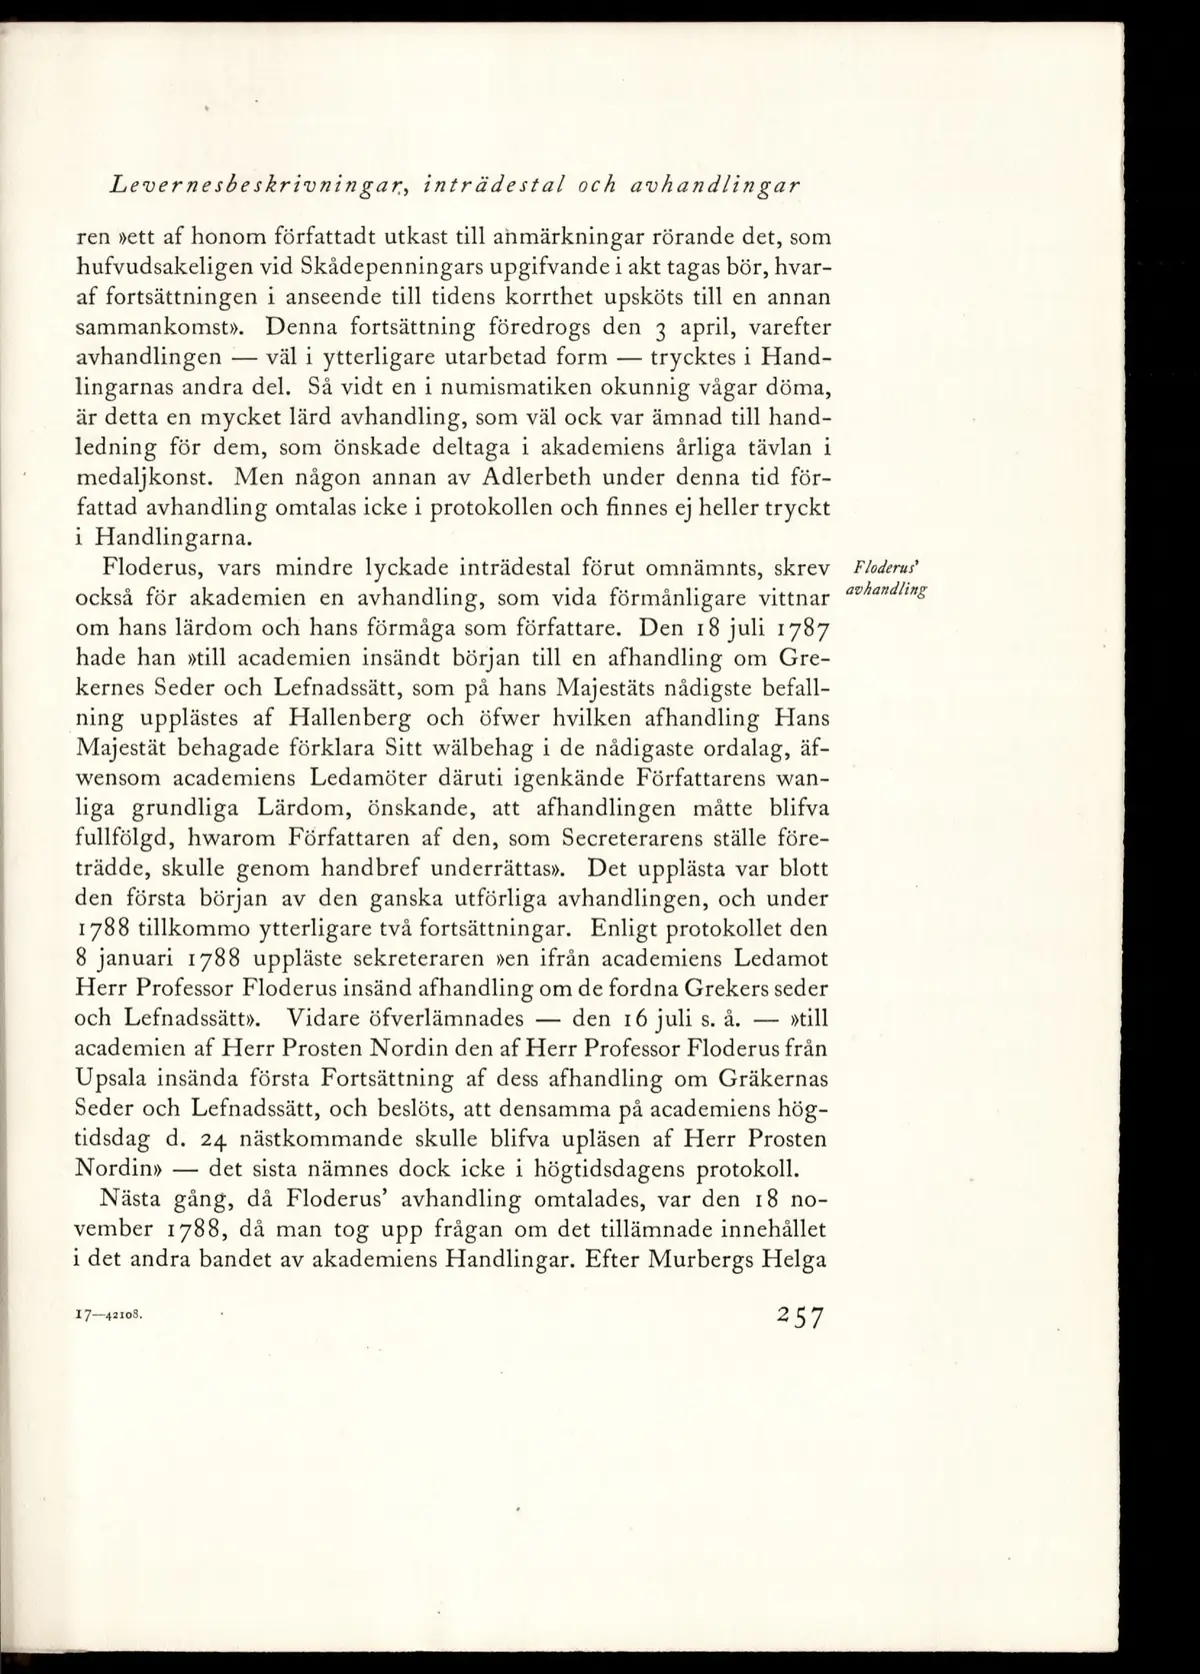 Levernesbeskrivningar, inträdestal och avhandlingar
ren »ett af honom författadt utkast till anmärkningar rörande det, som
hufvudsakeligen vid Skådepenningars upgifvande i akt tagas bör, hvar-
af fortsättningen i anseende till tidens korrthet upsköts till en annan
sammankomst». Denna fortsättning föredrogs den 3 april, varefter
avhandlingen — väl i ytterligare utarbetad form — trycktes i Hand-
lingarnas andra del. Så vidt en i numismatiken okunnig vågar döma,
är detta en mycket lärd avhandling, som väl ock var ämnad till hand-
ledning för dem, som önskade deltaga i akademiens årliga tävlan i
medaljkonst. Men någon annan av Adlerbeth under denna tid för-
fattad avhandling omtalas icke i protokollen och finnes ej heller tryckt
i Handlingarna.
Floderus, vars mindre lyckade inträdestal förut omnämnts, skrev
också för akademien en avhandling, som vida förmånligare vittnar
om hans lärdom och hans förmåga som författare. Den 18 juli 1787
hade han »till academien insändt början till en afhandling om Gre-
kernes Seder och Lefnadssätt, som på hans Majestäts nådigste befall-
ning upplästes af Hallenberg och öfwer hvilken afhandling Hans
Majestät behagade förklara Sitt wälbehag i de nådigaste ordalag, äf-
wensom academiens Ledamöter däruti igenkände Författarens wan-
liga grundliga Lärdom, önskande, att afhandlingen måtte blifva
fullfölgd, hwarom Författaren af den, som Secreterarens ställe före-
trädde, skulle genom handbref underrättas». Det upplästa var blott
den första början av den ganska utförliga avhandlingen, och under
1788 tillkommo ytterligare två fortsättningar. Enligt protokollet den
8 januari 1788 uppläste sekreteraren »en ifrån academiens Ledamot
Herr Professor Floderus insänd afhandling om de fordna Grekers seder
och Lefnadssätt». Vidare öfverlämnades — den 16 juli s. å. — »till
academien af Herr Prosten Nordin den af Herr Professor Floderus från
Upsala insända första Fortsättning af dess afhandling om Gräkernas
Seder och Lefnadssätt, och beslöts, att densamma på academiens hög-
tidsdag d. 24 nästkommande skulle blifva upläsen af Herr Prosten
Nordin» — det sista nämnes dock icke i högtidsdagens protokoll.
Nästa gång, då Floderus’ avhandling omtalades, var den 18 no-
vember 1788, då man tog upp frågan om det tillämnade innehållet
i det andra bandet av akademiens Handlingar. Efter Murbergs Helga
Floderus’
avhandling
17—42108.
257